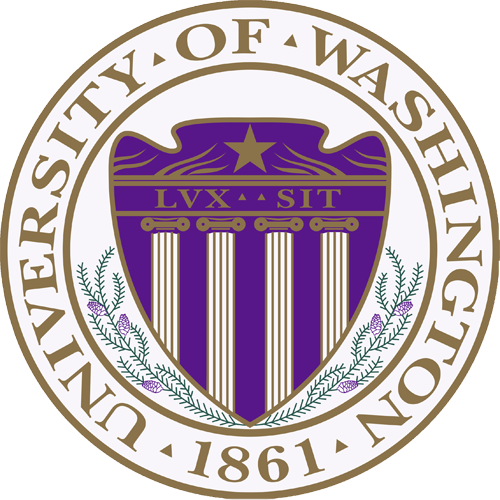 UNIVERSITY ▲ OF ▲ WASHINGTON ▲
1861 ▲
LVX ▲ ▲ SIT